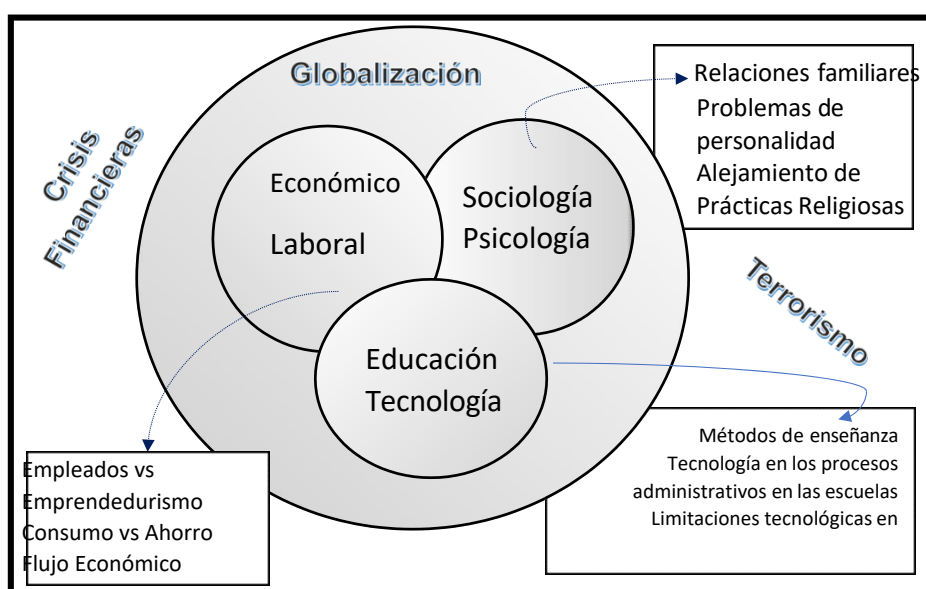 Globalización
Crisis
Financieras
Económico
Laboral
Sociología
Psicología
Educación
Tecnología
Relaciones familiares
Problemas de
personalidad
Alejamiento de
Prácticas Religiosas
Terrorismo
Empleados vs
Emprendedurismo
Consumo vs Ahorro
Flujo Económico
Métodos de enseñanza
Tecnología en los procesos
administrativos en las escuelas
Limitaciones tecnológicas en